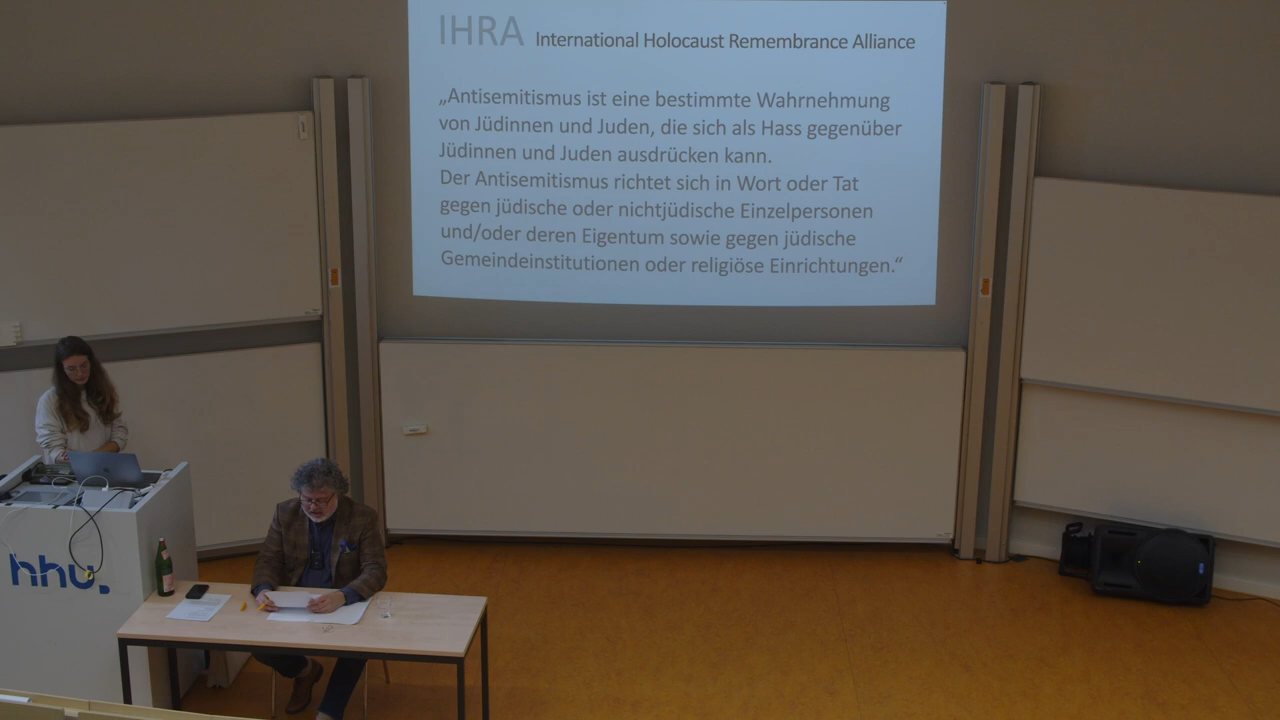 IHRA International Holocaust Remembrance Alliance
„Antisemitismus ist eine bestimmte Wahrnehmung
von Jüdinnen und Juden, die sich als Hass gegenüber
Jüdinnen und Juden ausdrücken kann.
Der Antisemitismus richtet sich in Wort oder Tat
gegen jüdische oder nichtjüdische Einzelpersonen
und/oder deren Eigentum sowie gegen jüdische
Gemeindeinstitutionen oder religiöse Einrichtungen.“
hhu.